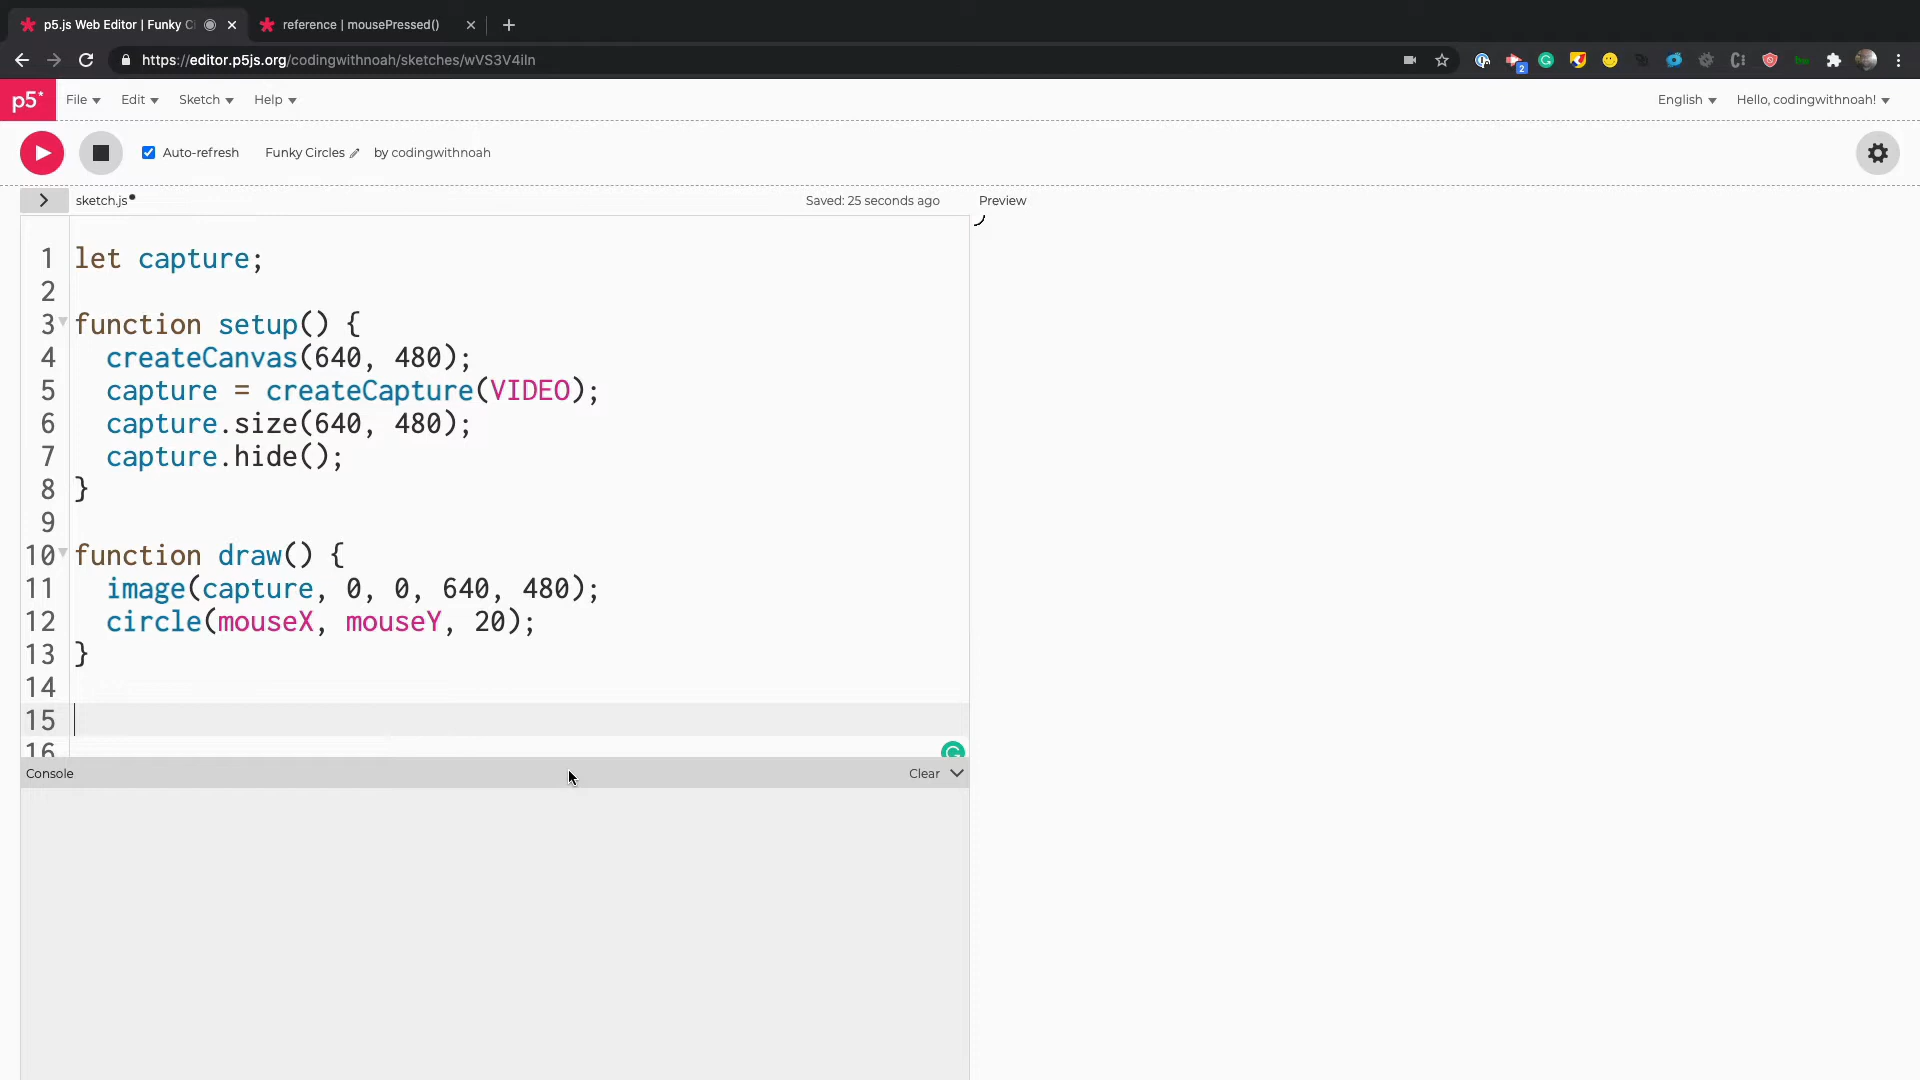 p5.js Web Editor | Funky C
reference | mousePressed()
https://editor.p5js.org/codingwithnoah/sketches/wVS3V4iln
2
p5* File Edit Sketch Help
English Hello, codingwithnoah!
Auto-refresh Funky Circles by codingwithnoah
sketch.js Saved: 25 seconds ago Preview
1 let capture;
2
3 function setup() {
4 createCanvas(640, 480);
5 capture = createCapture(VIDEO);
6 capture.size(640, 480);
7 capture.hide();
8 }
9
10 function draw() {
11 image(capture, 0, 0, 640, 480);
12 circle(mouseX, mouseY, 20);
13 }
14
15
16
Console Clear